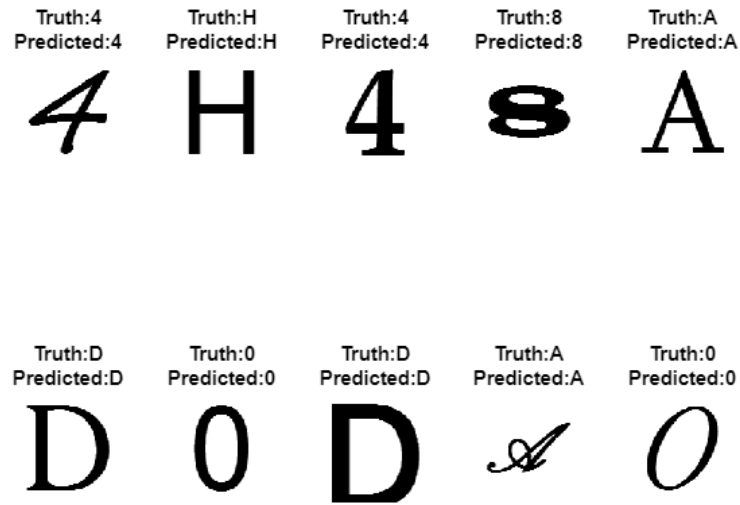 Truth:4 Truth:H Truth:4 Truth:8 Truth:A
Predicted:4 Predicted:H Predicted:4 Predicted:8 Predicted:A
4 H 4 8 A
Truth:D Truth:0 Truth:D Truth:A Truth:0
Predicted:D Predicted:0 Predicted:D Predicted:A Predicted:0
D 0 D A 0